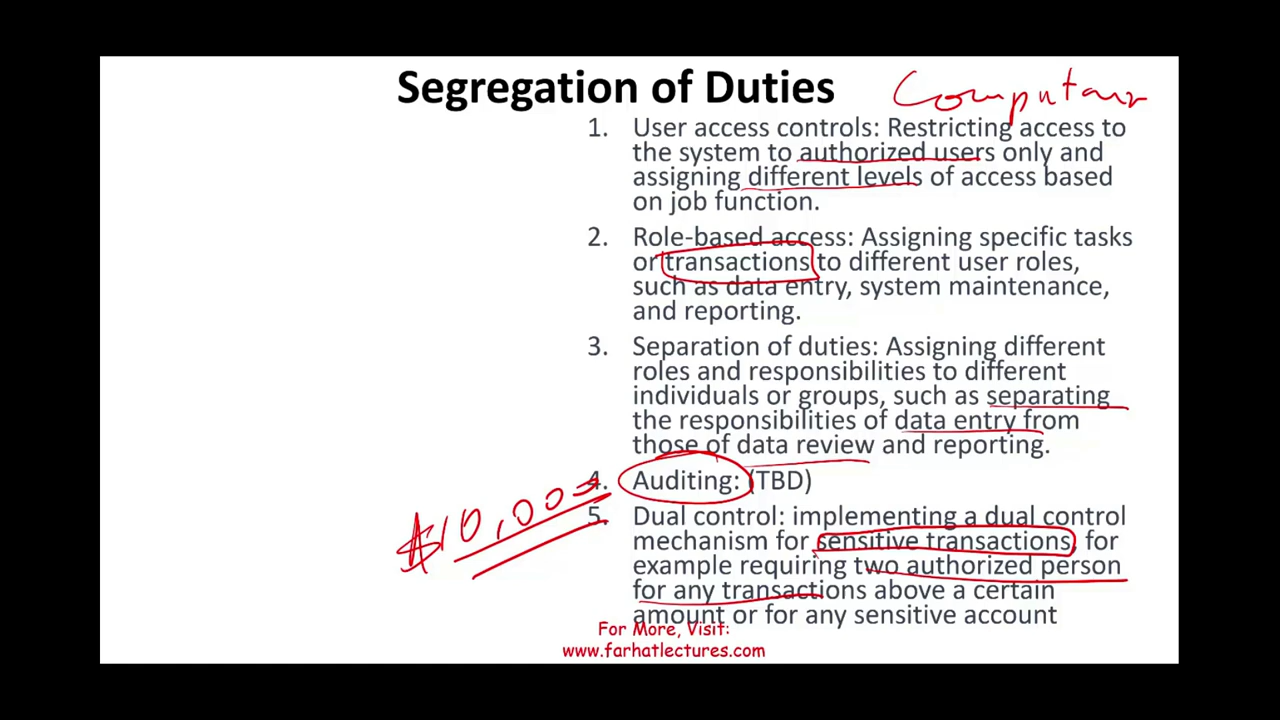 Segregation of Duties
Computer
1. User access controls: Restricting access to
the system to authorized users only and
assigning different levels of access based
on job function.
2. Role-based access: Assigning specific tasks
or transactions to different user roles,
such as data entry, system maintenance,
and reporting.
3. Separation of duties: Assigning different
roles and responsibilities to different
individuals or groups, such as separating
the responsibilities of data entry from
those of data review and reporting.
4. Auditing: (TBD)
$10,000
5. Dual control: implementing a dual control
mechanism for sensitive transactions, for
example requiring two authorized person
for any transactions above a certain
amount or for any sensitive account
For More, Visit:
www.farhatlectures.com